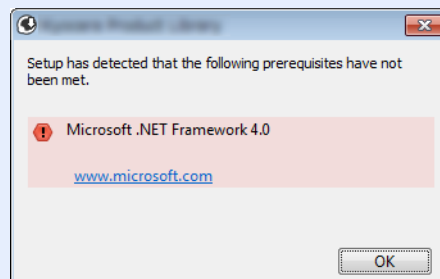 Setup has detected that the following prerequisites have not
been met.
Microsoft .NET Framework 4.0
www.microsoft.com
OK